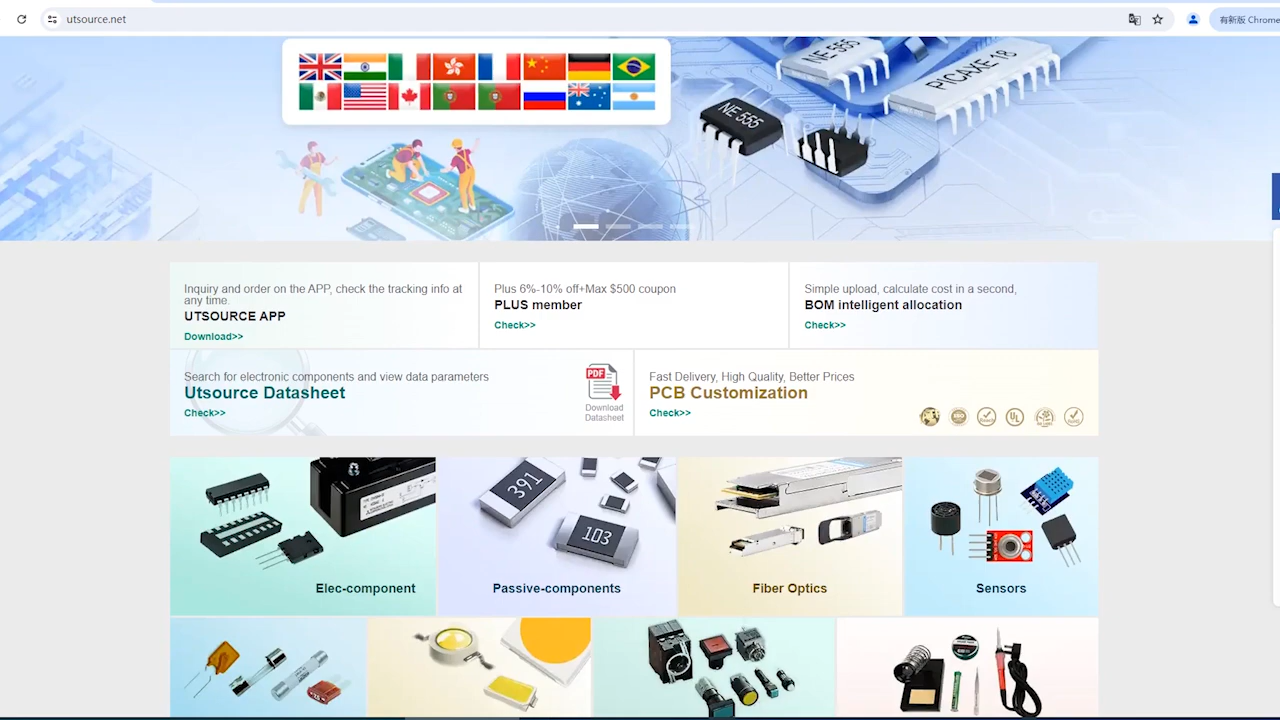 utsource.net
有新版 Chrome
NE 555
PICAXE-18
NE 555
Inquiry and order on the APP, check the tracking info at
any time.
UTSOURCE APP
Download>>
Plus 6%-10% off+Max $500 coupon
PLUS member
Check>>
Simple upload, calculate cost in a second,
BOM intelligent allocation
Check>>
Search for electronic components and view data parameters
Utsource Datasheet
Check>>
PDF
Download
Datasheet
Fast Delivery, High Quality, Better Prices
PCB Customization
Check>>
UL
391
103
Elec-component
Passive-components
Fiber Optics
Sensors